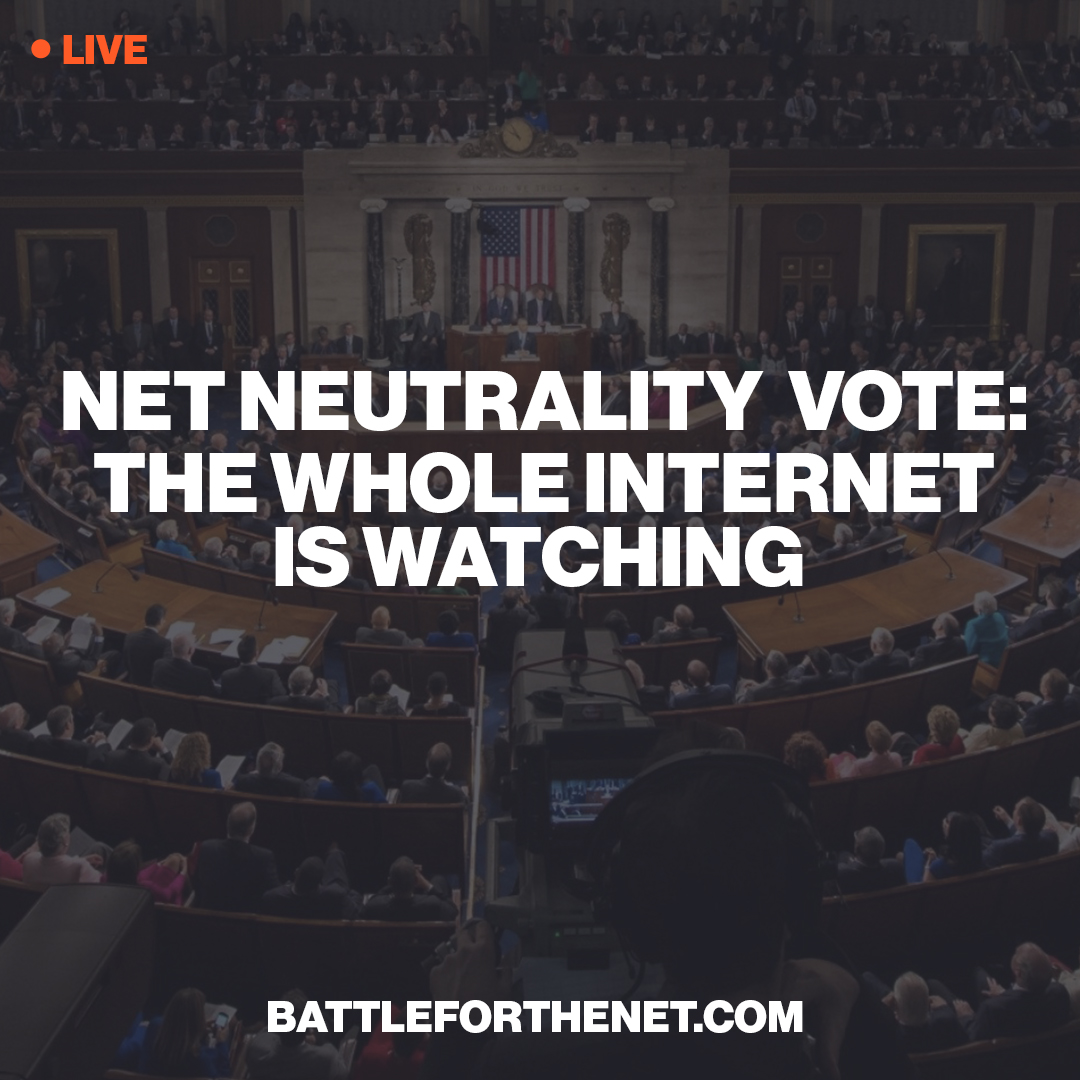 LIVE
NET NEUTRALITY VOTE:
THE WHOLE INTERNET
IS WATCHING
BATTLEFORTHENET.COM